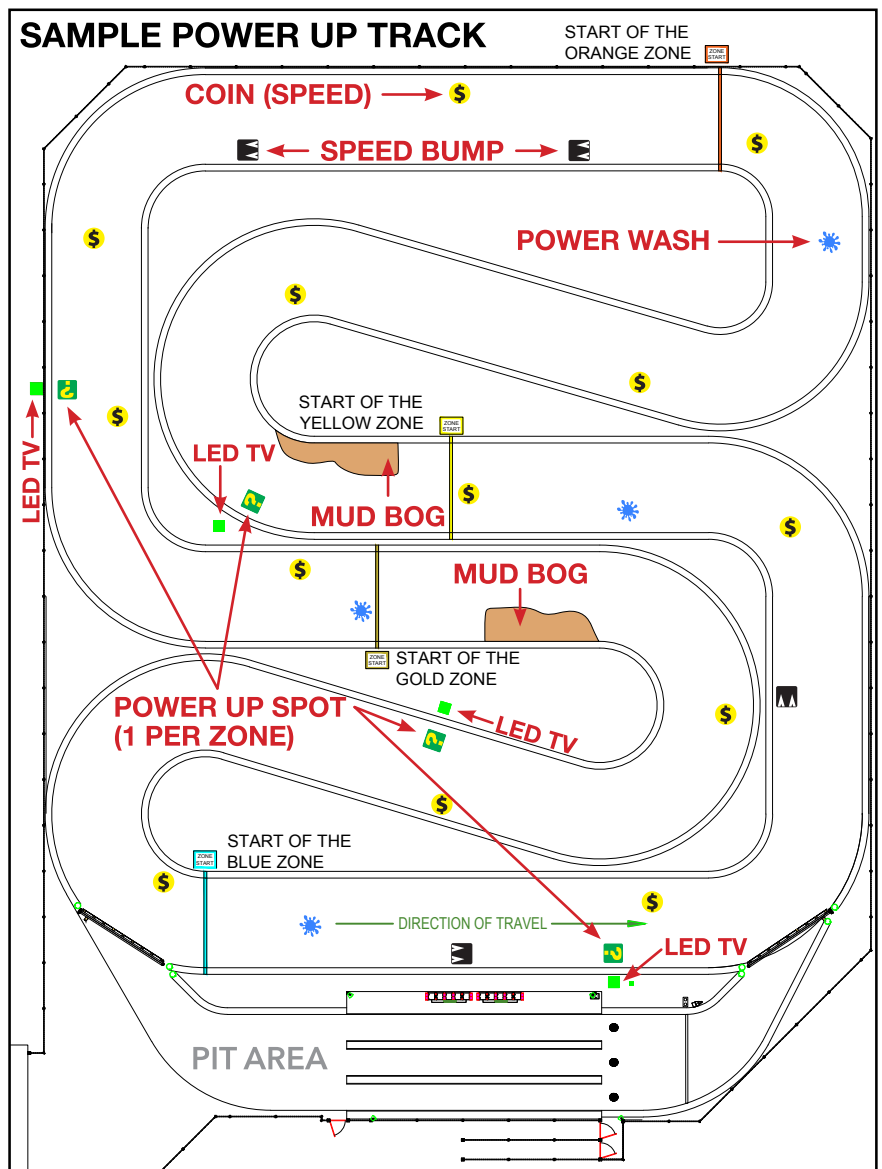 SAMPLE POWER UP TRACK
START OF THE
ORANGE ZONE
ZONE
START
COIN (SPEED)
$
$
SPEED BUMP
POWER WASH
$
$
$
?
$
START OF THE
YELLOW ZONE
ZONE
START
LED TV
LED TV
?
$
MUD BOG
$
$
MUD BOG
ZONE
START
START OF THE
GOLD ZONE
POWER UP SPOT
(1 PER ZONE)
LED TV
?
$
$
START OF THE
BLUE ZONE
ZONE
START
$
$
DIRECTION OF TRAVEL
?
LED TV
PIT AREA